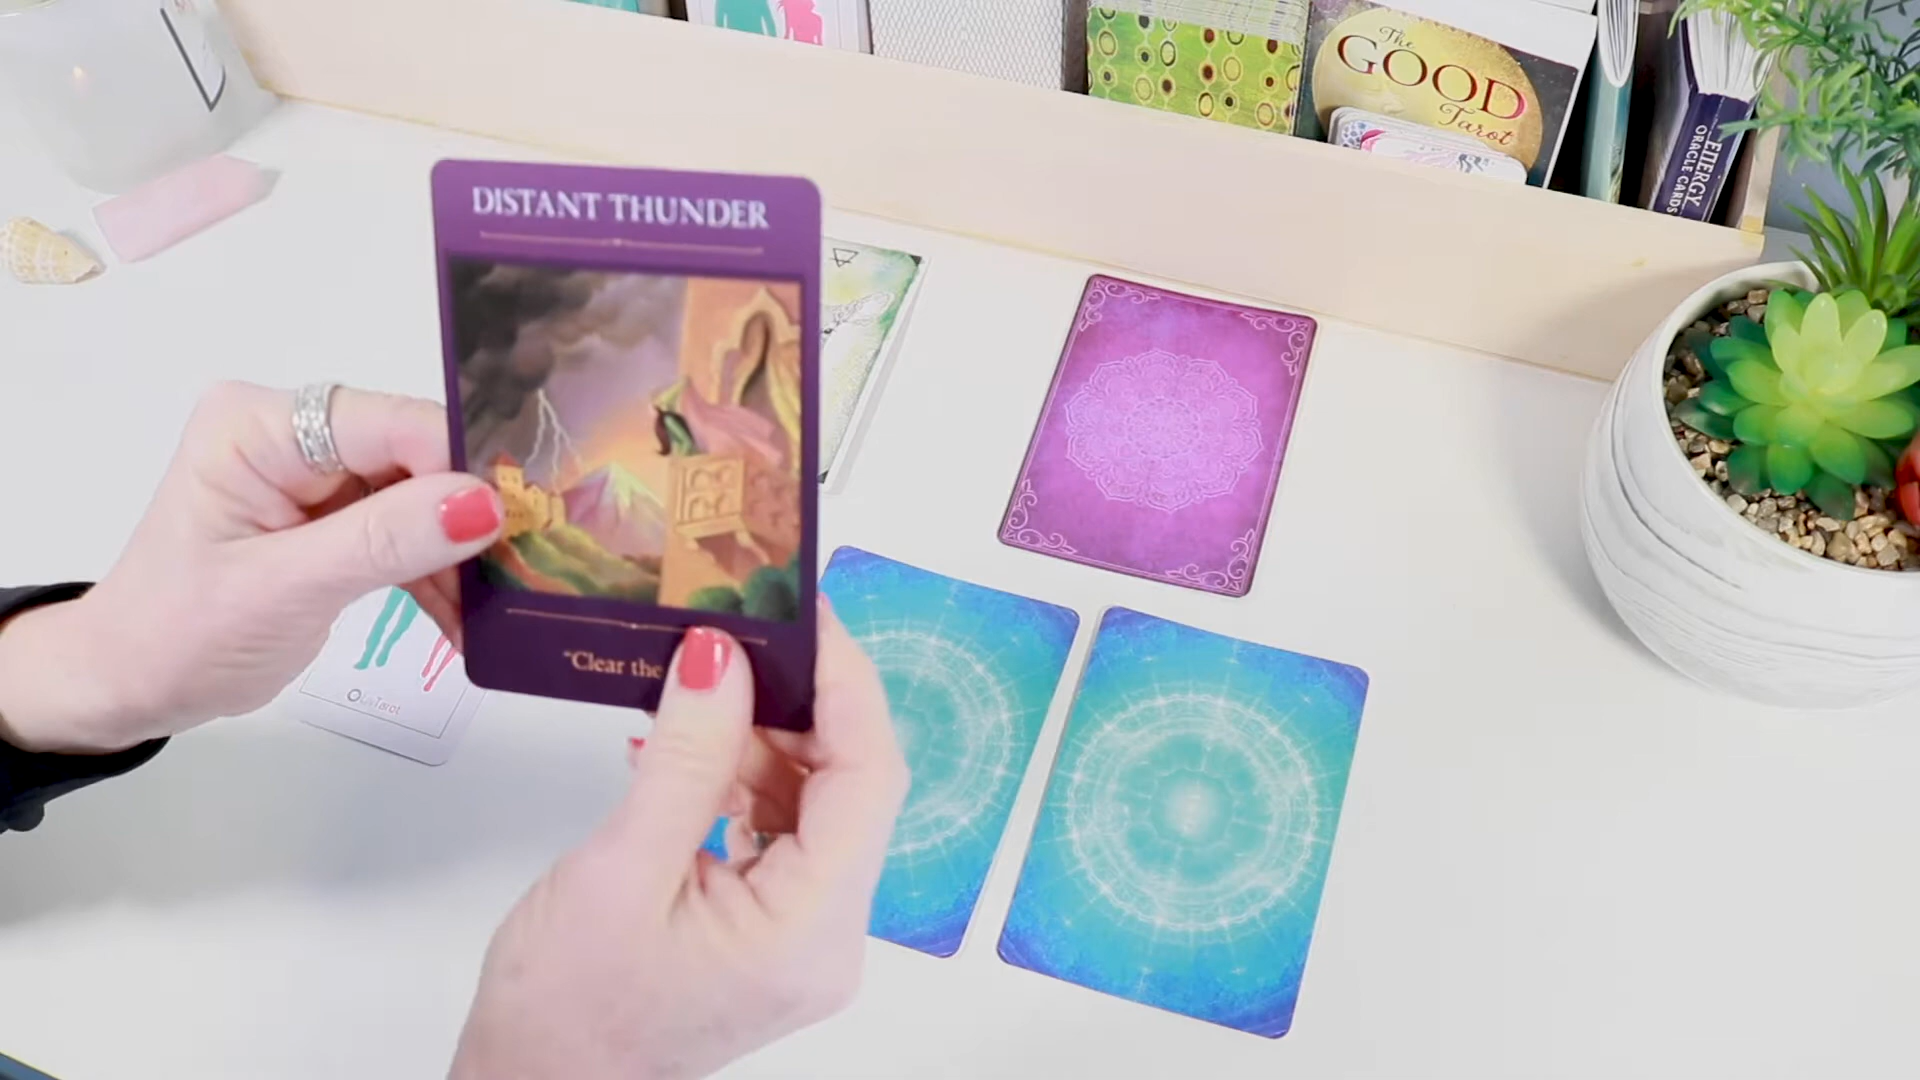 The
GOOD
Tarot
ENERGY
ORACLE CARDS
DISTANT THUNDER
"Clear the